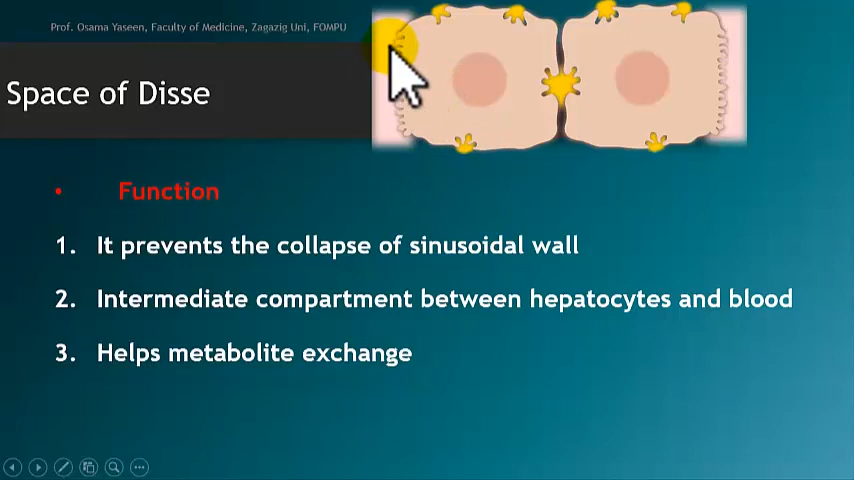 Prof. Osama Yaseen, Faculty of Medicine, Zagazig Uni, FOMPU
Space of Disse
• Function
1. It prevents the collapse of sinusoidal wall
2. Intermediate compartment between hepatocytes and blood
3. Helps metabolite exchange